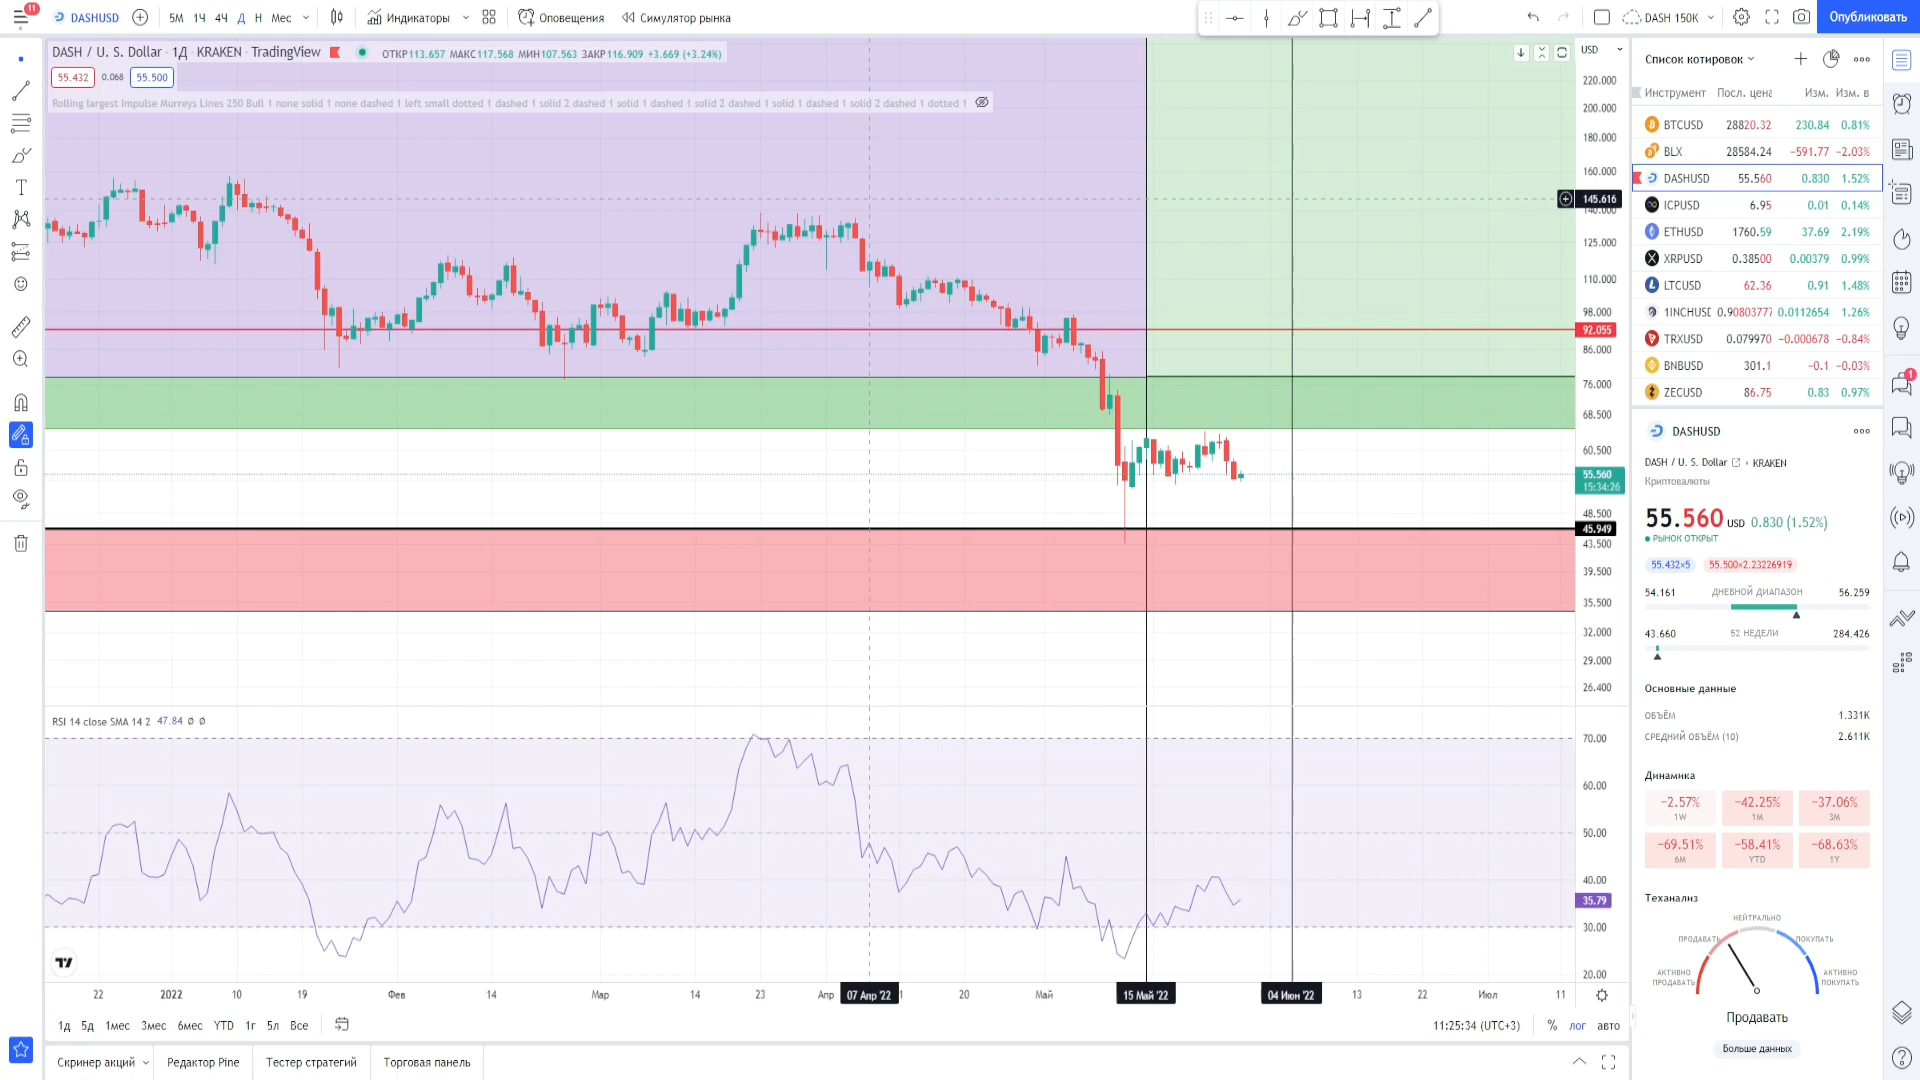 11
DASHUSD
5М 1Ч 4Ч Д Н Мес
Индикаторы
Оповещения
Симулятор рынка
DASH 150K
Опубликовать
DASH / U. S. Dollar · 1Д · KRAKEN · TradingView
ОТКР113.657 МАКС117.568 МИН107.563 ЗАКР116.909 +3.669 (+3.24%)
55.432 0.068 55.500
Rolling largest Impulse Murreys Lines 250 Bull 1 none solid 1 none dashed 1 left small dotted 1 dashed 1 solid 2 dashed 1 solid 1 dashed 1 solid 2 dashed 1 solid 1 dashed 1 solid 2 dashed 1 dotted 1
USD
220.000
200.000
180.000
160.000
145.616
140.000
125.000
110.000
98.000
92.055
86.000
76.000
68.500
60.500
55.560
15:34:26
48.500
45.949
43.500
39.500
35.500
32.000
29.000
26.400
RSI 14 close SMA 14 2 47.84 Ø Ø
70.00
60.00
50.00
40.00
35.79
30.00
20.00
22 2022 10 19 Фев 14 Мар 14 23 Апр 07 Апр '22 1 20 Май 15 Май '22 04 Июн '22 13 22 Июл 11
1д 5д 1мес 3мес 6мес YTD 1г 5л Все
11:25:34 (UTC+3) % лог авто
Скринер акций
Редактор Pine
Тестер стратегий
Торговая панель
Список котировок
Инструмент Посл. цена Изм. Изм. в
BTCUSD 28820.32 230.84 0.81%
BLX 28584.24 −591.77 −2.03%
DASHUSD 55.560 0.830 1.52%
ICPUSD 6.95 0.01 0.14%
ETHUSD 1760.59 37.69 2.19%
XRPUSD 0.38500 0.00379 0.99%
LTCUSD 62.36 0.91 1.48%
1INCHUSD 0.90803777 0.0112654 1.26%
TRXUSD 0.079970 −0.000678 −0.84%
BNBUSD 301.1 −0.1 −0.03%
ZECUSD 86.75 0.83 0.97%
1
DASHUSD
DASH / U. S. Dollar · KRAKEN
Криптовалюты
55.560 USD 0.830 (1.52%)
РЫНОК ОТКРЫТ
55.432×5 55.500×2.23226919
54.161 ДНЕВНОЙ ДИАПАЗОН 56.259
43.660 52 НЕДЕЛИ 284.426
Основные данные
ОБЪЁМ 1.331K
СРЕДНИЙ ОБЪЁМ (10) 2.611K
Динамика
−2.57% −42.25% −37.06%
1W 1M 3M
−69.51% −58.41% −68.63%
6M YTD 1Y
Теханализ
НЕЙТРАЛЬНО
ПРОДАВАТЬ ПОКУПАТЬ
АКТИВНО ПРОДАВАТЬ
АКТИВНО ПОКУПАТЬ
Продавать
Больше данных